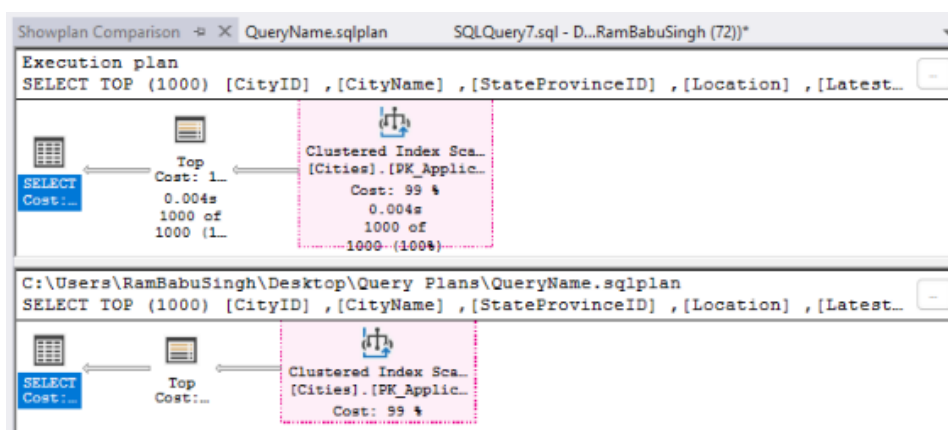 Showplan Comparison QueryName.sqlplan SQLQuery7.sql - D...RamBabuSingh (72))*
Execution plan
SELECT TOP (1000) [CityID] ,[CityName] ,[StateProvinceID] ,[Location] ,[Latest…
...
SELECT
Cost:…
Top
Cost: 1…
0.004s
1000 of
1000 (1…
Clustered Index Sca…
[Cities].[PK_Applic…
Cost: 99 %
0.004s
1000 of
1000 (100%)
C:\Users\RamBabuSingh\Desktop\Query Plans\QueryName.sqlplan
SELECT TOP (1000) [CityID] ,[CityName] ,[StateProvinceID] ,[Location] ,[Latest…
...
SELECT
Cost:…
Top
Cost:…
Clustered Index Sca…
[Cities].[PK_Applic…
Cost: 99 %